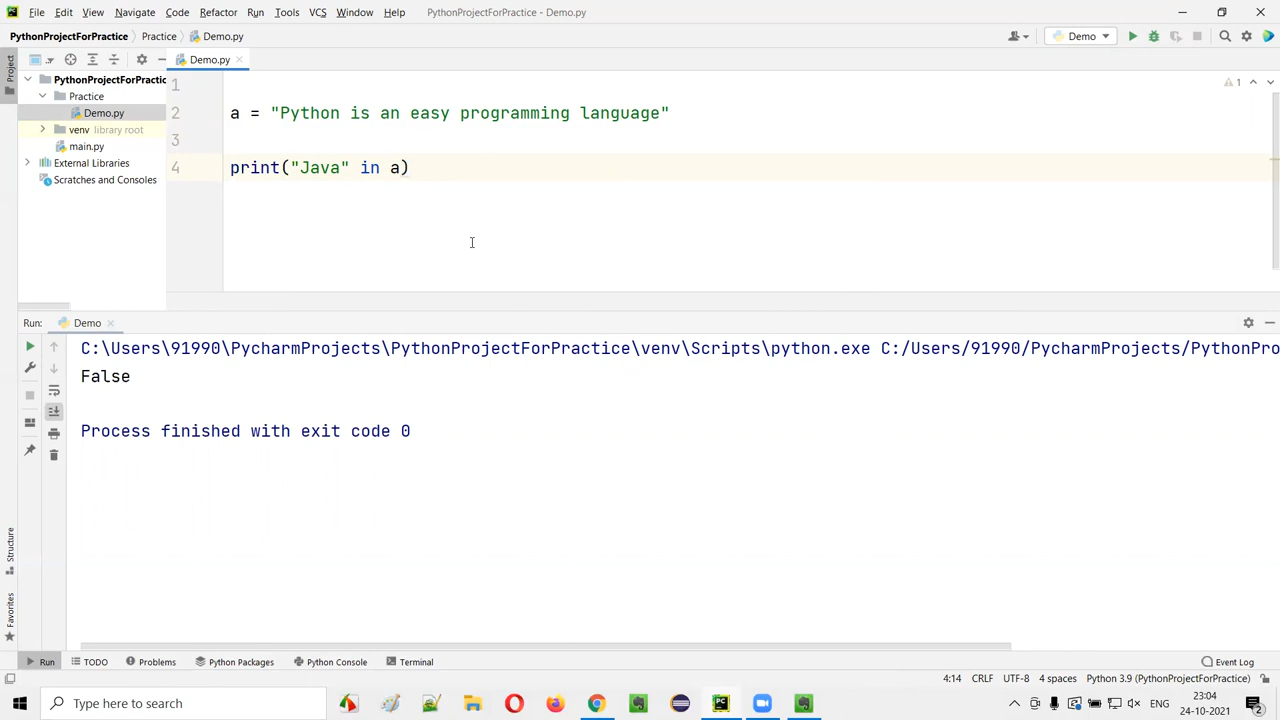 File Edit View Navigate Code Refactor Run Tools VCS Window Help PythonProjectForPractice - Demo.py
PythonProjectForPractice Practice Demo.py Demo
Project
Demo.py
PythonProjectForPractic
Practice
Demo.py
venv library root
main.py
External Libraries
Scratches and Consoles
1
2 a = "Python is an easy programming language"
3
4 print("Java" in a)
1
Run: Demo
C:\Users\91990\PycharmProjects\PythonProjectForPractice\venv\Scripts\python.exe C:/Users/91990/PycharmProjects/PythonPro
False
Process finished with exit code 0
Structure
Favorites
Run TODO Problems Python Packages Python Console Terminal Event Log
4:14 CRLF UTF-8 4 spaces Python 3.9 (PythonProjectForPractice)
Type here to search
ENG
23:04
24-10-2021
2